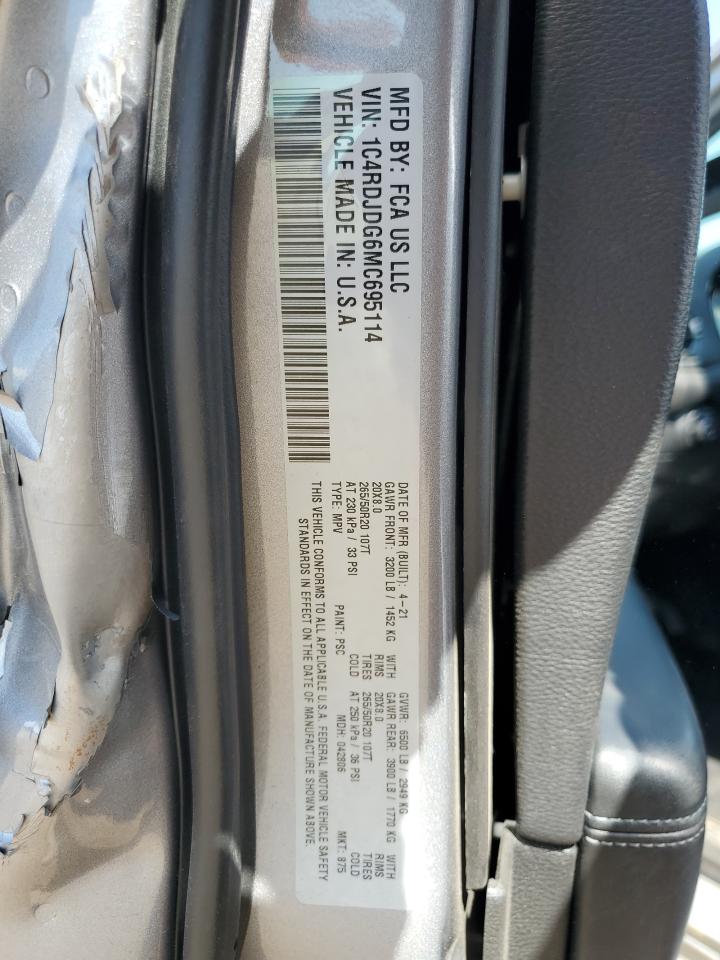 MFD BY: FCA US LLC
VIN: 1C4RDJDG6MC695114
VEHICLE MADE IN: U.S.A.
DATE OF MFR (BUILT): 4-21 GVWR: 6500 LB / 2949 KG
GAWR FRONT: 3200 LB / 1452 KG WITH GAWR REAR: 3900 LB / 1770 KG WITH
20X8.0 RIMS 20X8.0 RIMS
265/50R20 107T TIRES 265/50R20 107T TIRES
AT 230 kPa / 33 PSI COLD AT 250 kPa / 36 PSI COLD
TYPE: MPV PAINT: PSC MDH: 042806 MKT: 875
THIS VEHICLE CONFORMS TO ALL APPLICABLE U.S.A. FEDERAL MOTOR VEHICLE SAFETY
STANDARDS IN EFFECT ON THE DATE OF MANUFACTURE SHOWN ABOVE.